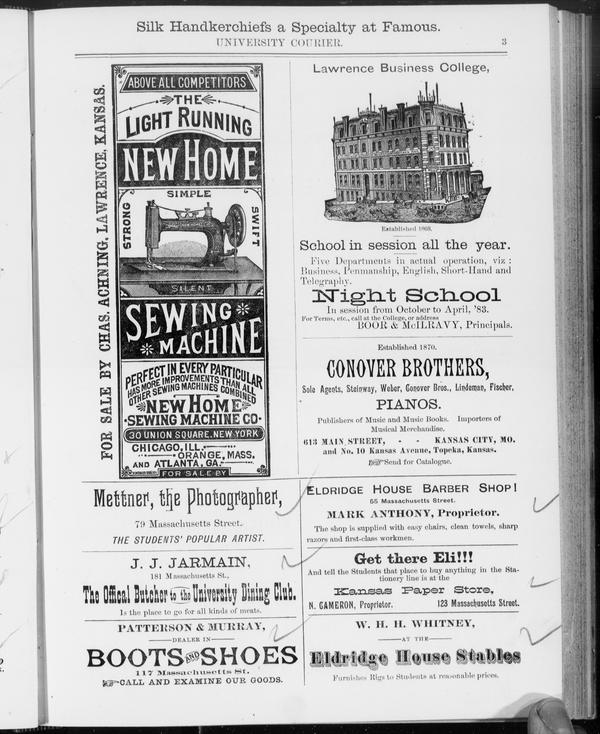 Silk Handkerchiefs a Specialty at Famous.
UNIVERSITY COURIER.
3
FOR SALE BY CHAS. ACHNING, LAWRENCE, KANSAS.
ABOVE ALL COMPETITORS
THE
LIGHT RUNNING
NEW HOME
SIMPLE
STRONG
SWIFT
SILENT
SEWING
MACHINE
PERFECT IN EVERY PARTICULAR
HAS MORE IMPROVEMENTS THAN ALL
OTHER SEWING MACHINES COMBINED
NEW HOME
SEWING MACHINE CO.
30 UNION SQUARE. NEW YORK
CHICAGO, ILL.
ORANGE, MASS.
AND ATLANTA, GA.
FOR SALE BY
Mettner, the Photographer,
79 Massachusetts Street.
THE STUDENTS' POPULAR ARTIST.
J. J. JARMAIN,
181 Massachusetts St.,
The Offical Butcher to the University Dining Club.
Is the place to go for all kinds of meats.
PATTERSON & MURRAY,
DEALER IN
BOOTS AND SHOES
117 Massachusetts St.
CALL AND EXAMINE OUR GOODS.
Lawrence Business College,
Established 1869.
School in session all the year.
Five Departments in actual operation, viz :
Business, Penmanship, English, Short-Hand and
Telegraphy.
Night School
In session from October to April, '83.
For Terms, etc., call at the College, or address
BOOR & McILRAVY, Principals.
Established 1870.
CONOVER BROTHERS,
Sole Agents, Steinway, Weber, Conover Bros., Lindeman, Fischer,
PIANOS.
Publishers of Music and Music Books. Importers of
Musical Merchandise.
613 MAIN STREET, - - KANSAS CITY, MO.
and No. 10 Kansas Avenue, Topeka, Kansas.
Send for Catalogue.
ELDRIDGE HOUSE BARBER SHOP!
55 Massachusetts Street.
MARK ANTHONY, Proprietor.
The shop is supplied with easy chairs, clean towels, sharp
razors and first-class workmen.
Get there Eli!!!
And tell the Students that place to buy anything in the Sta-
tionery line is at the
Kansas Paper Store,
N. CAMERON, Proprietor. 123 Massachusetts Street.
W. H. H. WHITNEY,
AT THE
Eldridge House Stables
Furnishes Rigs to Students at reasonable prices.